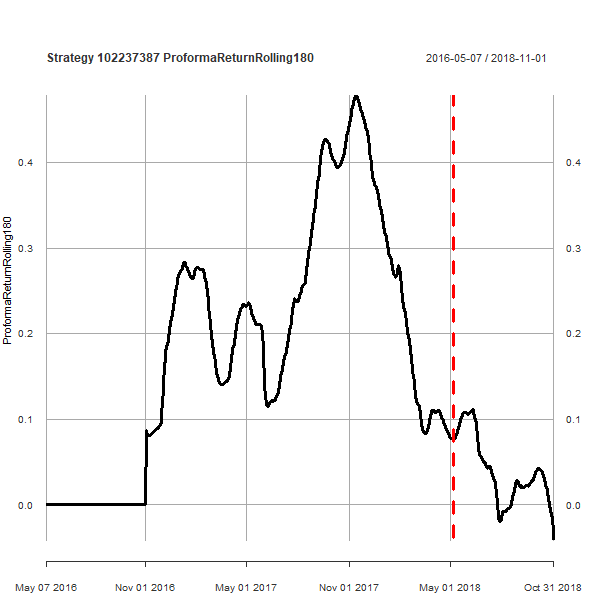 Strategy 102237387 ProformaReturnRolling180
2016-05-07 / 2018-11-01
ProformaReturnRolling180
0.4
0.4
0.3
0.3
0.2
0.2
0.1
0.1
0.0
0.0
May 07 2016
Nov 01 2016
May 01 2017
Nov 01 2017
May 01 2018
Oct 31 2018